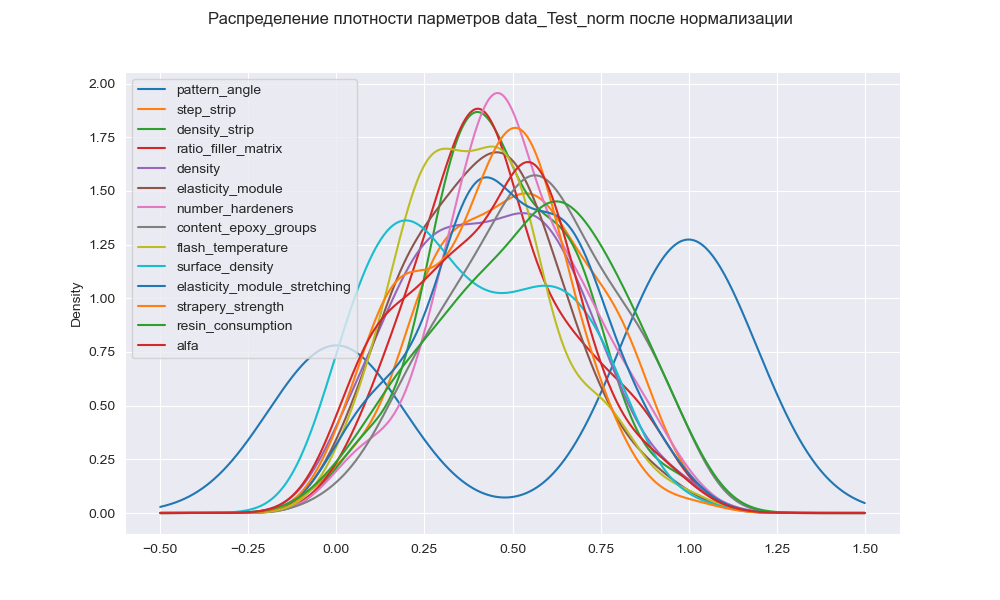 Распределение плотности парметров data_Test_norm после нормализации
2.00
1.75
1.50
1.25
1.00
0.75
0.50
0.25
0.00
Density
pattern_angle
step_strip
density_strip
ratio_filler_matrix
density
elasticity_module
number_hardeners
content_epoxy_groups
flash_temperature
surface_density
elasticity_module_stretching
strapery_strength
resin_consumption
alfa
−0.50 −0.25 0.00 0.25 0.50 0.75 1.00 1.25 1.50